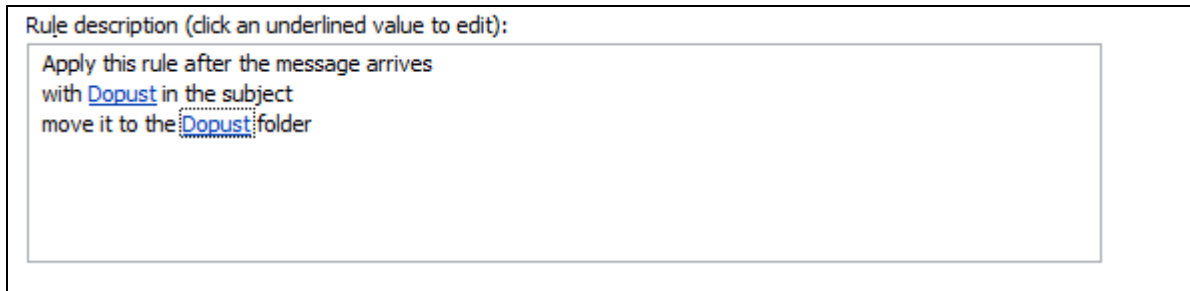 Rule description (click an underlined value to edit):
Apply this rule after the message arrives
with Dopust in the subject
move it to the Dopust folder